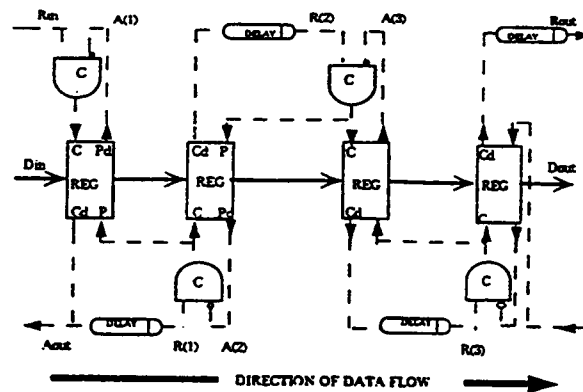 Rin A(1) R(2) A(3) Rout
DELAY DELAY
C C
C Pd Cd P C Cd
Din REG REG REG REG Dout
Cd P C Pd Cd C
C C
DELAY DELAY
Aout R(1) A(2) R(3)
DIRECTION OF DATA FLOW